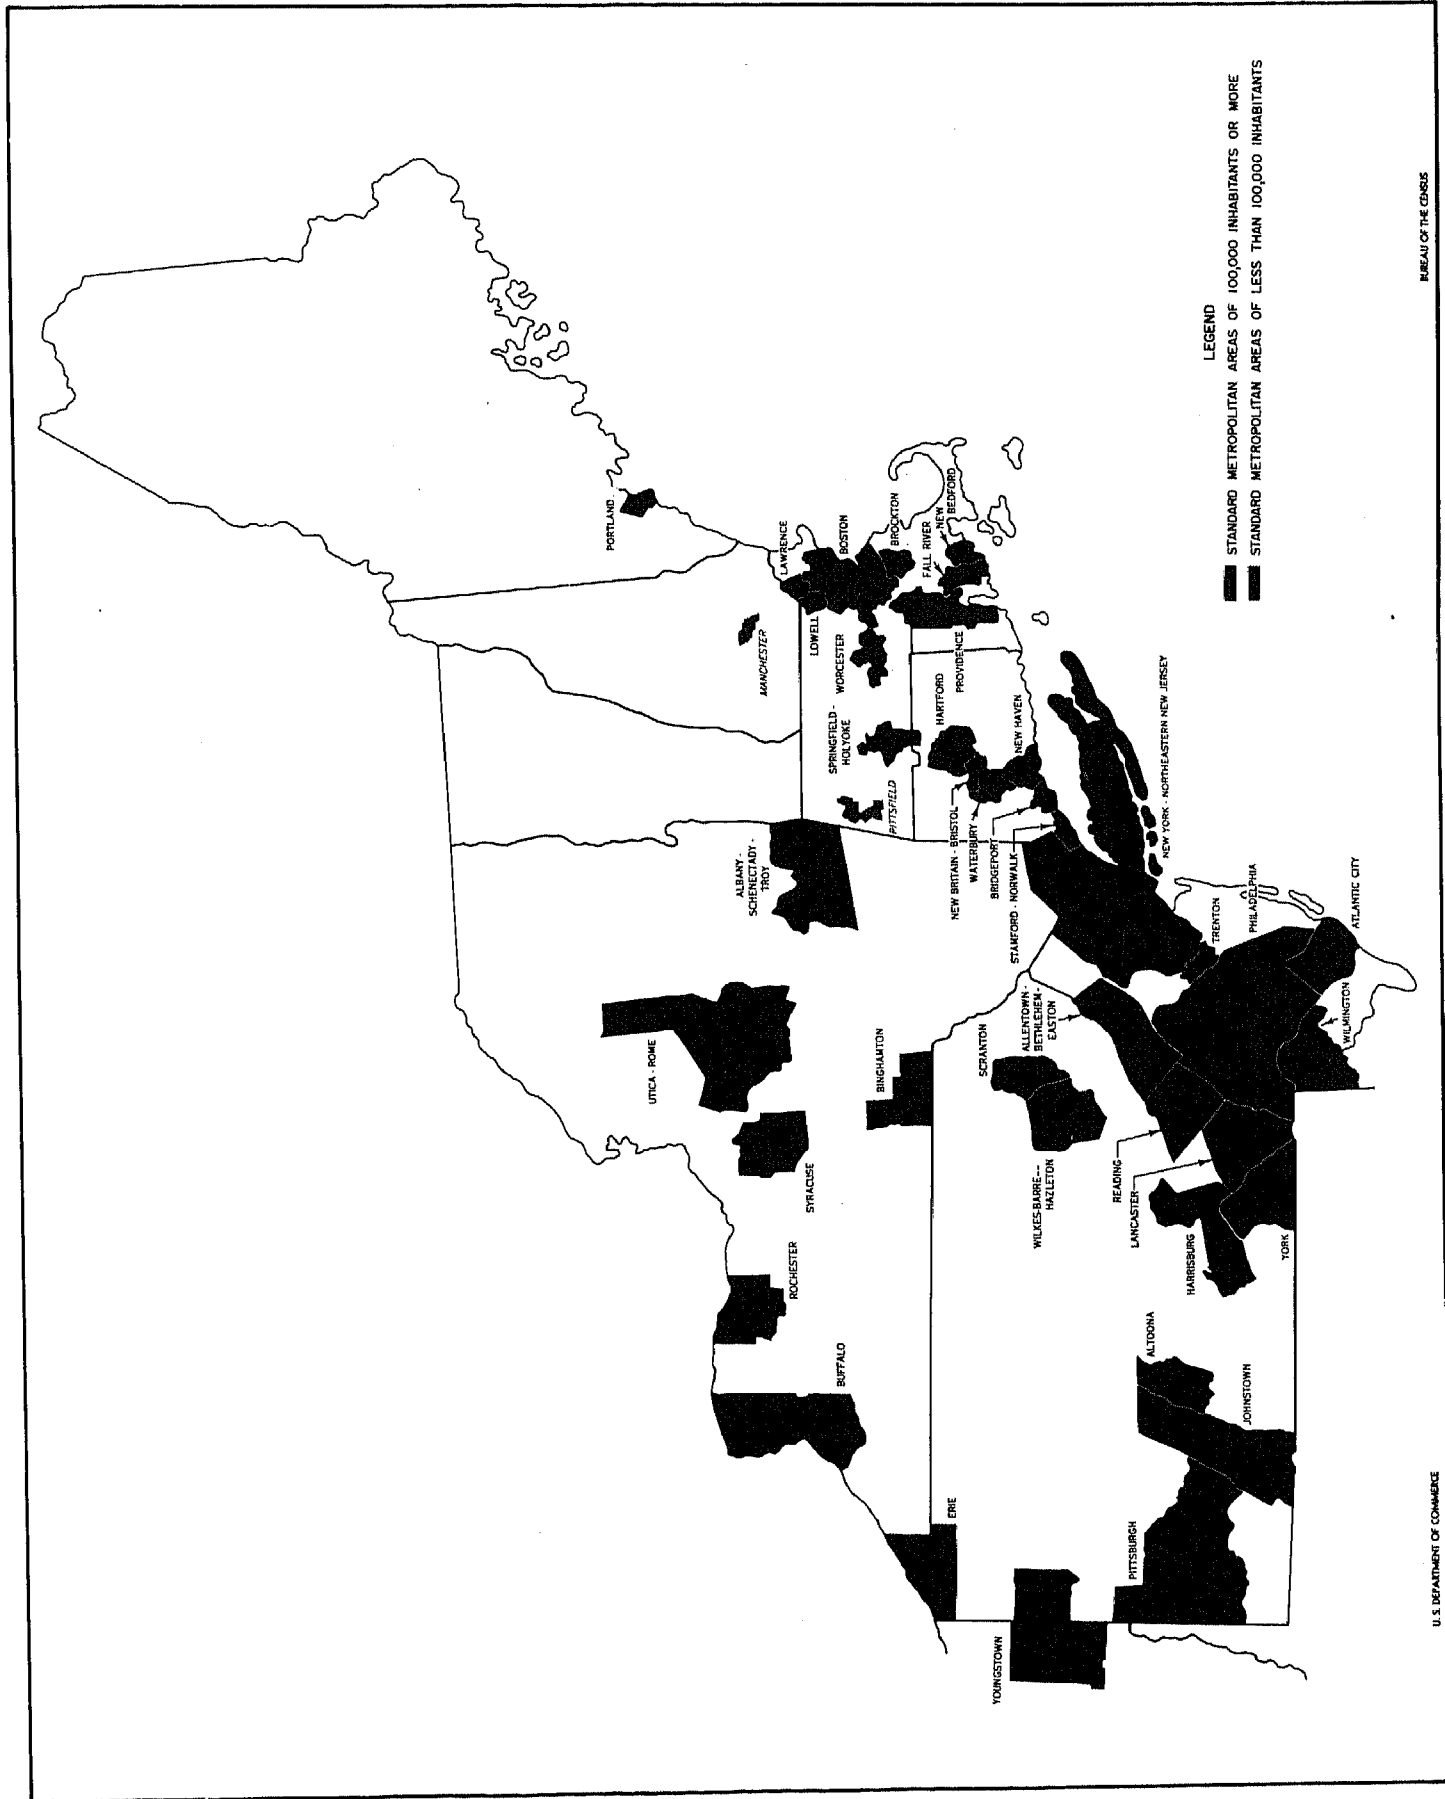 PORTLAND
LAWRENCE
BOSTON
BROCKTON
FALL RIVER
NEW
BEDFORD
MANCHESTER
LOWELL
WORCESTER
PROVIDENCE
SPRINGFIELD -
HOLYOKE
HARTFORD
NEW HAVEN
PITTSFIELD
NEW BRITAIN - BRISTOL
WATERBURY
BRIDGEPORT
STAMFORD - NORWALK
NEW YORK - NORTHEASTERN NEW JERSEY
ALBANY -
SCHENECTADY -
TROY
UTICA - ROME
SYRACUSE
BINGHAMTON
ROCHESTER
BUFFALO
SCRANTON
ALLENTOWN -
BETHLEHEM -
EASTON
WILKES-BARRE--
HAZLETON
TRENTON
PHILADELPHIA
ATLANTIC CITY
WILMINGTON
READING
LANCASTER
HARRISBURG
YORK
ALTOONA
JOHNSTOWN
ERIE
PITTSBURGH
YOUNGSTOWN
LEGEND
STANDARD METROPOLITAN AREAS OF 100,000 INHABITANTS OR MORE
STANDARD METROPOLITAN AREAS OF LESS THAN 100,000 INHABITANTS
U. S. DEPARTMENT OF COMMERCE
BUREAU OF THE CENSUS